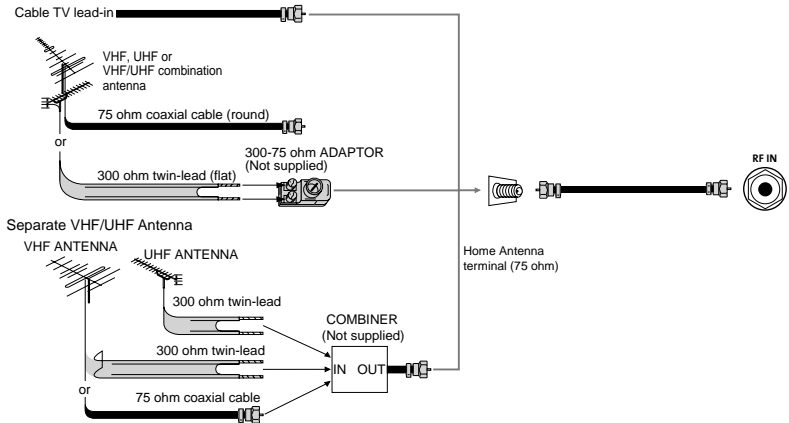 Cable TV lead-in
VHF, UHF or
VHF/UHF combination
antenna
75 ohm coaxial cable (round)
or
300-75 ohm ADAPTOR
(Not supplied)
300 ohm twin-lead (flat)
RF IN
Separate VHF/UHF Antenna
VHF ANTENNA
UHF ANTENNA
Home Antenna
terminal (75 ohm)
300 ohm twin-lead
COMBINER
(Not supplied)
300 ohm twin-lead
IN OUT
or
75 ohm coaxial cable